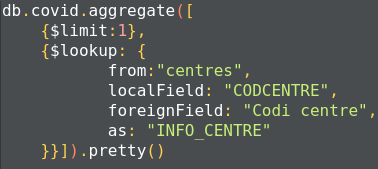 db.covid.aggregate([
    {$limit:1},
    {$lookup: {
           from:"centres",
           localField: "CODCENTRE",
           foreignField: "Codi centre",
           as: "INFO_CENTRE"
    }}]).pretty()